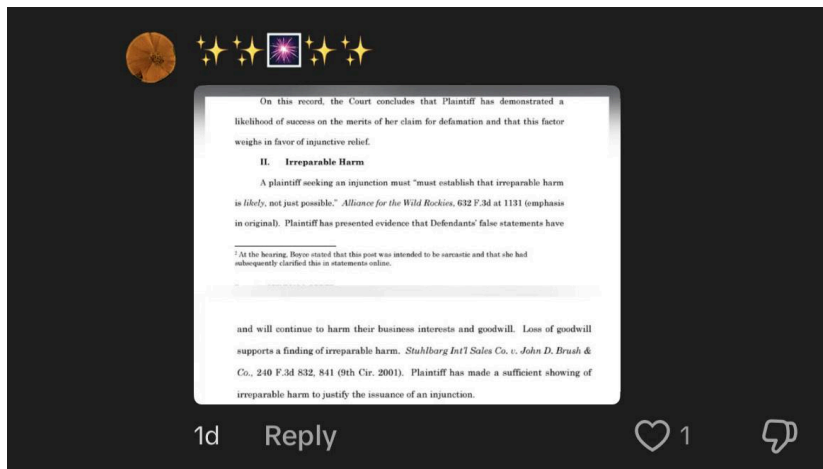 On this record, the Court concludes that Plaintiff has demonstrated a
likelihood of success on the merits of her claim for defamation and that this factor
weighs in favor of injunctive relief.
II. Irreparable Harm
A plaintiff seeking an injunction must "must establish that irreparable harm
is likely, not just possible." Alliance for the Wild Rockies, 632 F.3d at 1131 (emphasis
in original). Plaintiff has presented evidence that Defendants' false statements have
² At the hearing, Boyce stated that this post was intended to be sarcastic and that she had
subsequently clarified this in statements online.
and will continue to harm their business interests and goodwill. Loss of goodwill
supports a finding of irreparable harm. Stuhlbarg Int'l Sales Co. v. John D. Brush &
Co., 240 F.3d 832, 841 (9th Cir. 2001). Plaintiff has made a sufficient showing of
irreparable harm to justify the issuance of an injunction.
1d Reply 1